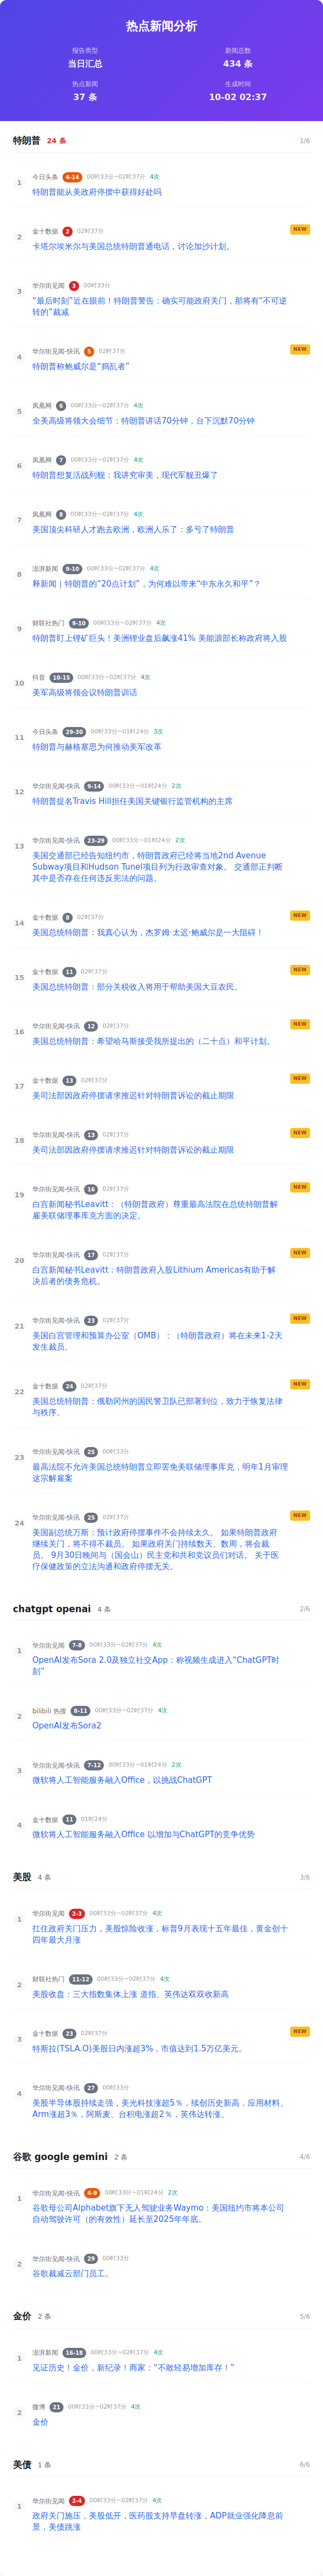 热点新闻分析
报告类型
当日汇总
新闻总数
434 条
热点新闻
37 条
生成时间
10-02 02:37
特朗普 24 条 1/6
1 今日头条 4-14 00时33分~02时37分 4次
特朗普能从美政府停摆中获得好处吗
2 金十数据 2 02时37分 NEW
卡塔尔埃米尔与美国总统特朗普通电话，讨论加沙计划。
3 华尔街见闻 3 00时33分
“最后时刻”近在眼前！特朗普警告：确实可能政府关门，那将有“不可逆
转的”裁减
4 华尔街见闻-快讯 5 02时37分 NEW
特朗普称鲍威尔是“捣乱者”
5 凤凰网 6 00时33分~02时37分 4次
全美高级将领大会细节：特朗普讲话70分钟，台下沉默70分钟
6 凤凰网 7 00时33分~02时37分 4次
特朗普想复活战列舰：我讲究审美，现代军舰丑爆了
7 凤凰网 8 00时33分~02时37分 4次
美国顶尖科研人才跑去欧洲，欧洲人乐了：多亏了特朗普
8 澎湃新闻 9-10 00时33分~02时37分 4次
释新闻｜特朗普的“20点计划”，为何难以带来“中东永久和平”？
9 财联社热门 9-10 00时33分~02时37分 4次
特朗普盯上锂矿巨头！美洲锂业盘后飙涨41% 美能源部长称政府将入股
10 抖音 10-15 00时33分~02时37分 4次
美军高级将领会议特朗普训话
11 今日头条 29-30 00时33分~01时24分 3次
特朗普与赫格塞思为何推动美军改革
12 华尔街见闻-快讯 9-14 00时33分~01时24分 2次
特朗普提名Travis Hill担任美国关键银行监管机构的主席
13 华尔街见闻-快讯 23-29 00时33分~01时24分 2次
美国交通部已经告知纽约市，特朗普政府已经将当地2nd Avenue
Subway项目和Hudson Tunel项目列为行政审查对象。 交通部正判断
其中是否存在任何违反宪法的问题。
14 金十数据 8 02时37分 NEW
美国总统特朗普：我真心认为，杰罗姆·太迟·鲍威尔是一大阻碍！
15 金十数据 11 02时37分 NEW
美国总统特朗普：部分关税收入将用于帮助美国大豆农民。
16 华尔街见闻-快讯 12 02时37分 NEW
美国总统特朗普：希望哈马斯接受我所提出的（二十点）和平计划。
17 金十数据 13 02时37分 NEW
美司法部因政府停摆请求推迟针对特朗普诉讼的截止期限
18 华尔街见闻-快讯 13 02时37分 NEW
美司法部因政府停摆请求推迟针对特朗普诉讼的截止期限
19 华尔街见闻-快讯 16 02时37分 NEW
白宫新闻秘书Leavitt：（特朗普政府）尊重最高法院在总统特朗普解
雇美联储理事库克方面的决定。
20 华尔街见闻-快讯 17 02时37分 NEW
白宫新闻秘书Leavitt：特朗普政府入股Lithium Americas有助于解
决后者的债务危机。
21 华尔街见闻-快讯 23 02时37分 NEW
美国白宫管理和预算办公室（OMB）：（特朗普政府）将在未来1-2天
发生裁员。
22 金十数据 24 02时37分 NEW
美国总统特朗普：俄勒冈州的国民警卫队已部署到位，致力于恢复法律
与秩序。
23 华尔街见闻-快讯 25 00时33分
最高法院不允许美国总统特朗普立即罢免美联储理事库克，明年1月审理
这宗解雇案
24 华尔街见闻-快讯 25 02时37分 NEW
美国副总统万斯：预计政府停摆事件不会持续太久。 如果特朗普政府
继续关门，将不得不裁员。 如果政府关门持续数天、数周，将会裁
员。 9月30日晚间与（国会山）民主党和共和党议员们对话。 关于医
疗保健政策的立法沟通和政府停摆无关。
chatgpt openai 4 条 2/6
1 华尔街见闻 7-8 00时33分~02时37分 4次
OpenAI发布Sora 2.0及独立社交App：称视频生成进入“ChatGPT时
刻”
2 bilibili 热搜 8-11 00时33分~02时37分 4次
OpenAI发布Sora2
3 华尔街见闻-快讯 7-12 00时33分~01时24分 2次
微软将人工智能服务融入Office，以挑战ChatGPT
4 金十数据 11 01时24分
微软将人工智能服务融入Office 以增加与ChatGPT的竞争优势
美股 4 条 3/6
1 华尔街见闻 2-3 00时33分~02时37分 4次
扛住政府关门压力，美股惊险收涨，标普9月表现十五年最佳，黄金创十
四年最大月涨
2 财联社热门 11-12 00时33分~02时37分 4次
美股收盘：三大指数集体上涨 道指、英伟达双双收新高
3 金十数据 23 02时37分 NEW
特斯拉(TSLA.O)美股日内涨超3%，市值达到1.5万亿美元。
4 华尔街见闻-快讯 27 00时33分
美股半导体股持续走强，美光科技涨超5％，续创历史新高，应用材料、
Arm涨超3％，阿斯麦、台积电涨超2％，英伟达转涨。
谷歌 google gemini 2 条 4/6
1 华尔街见闻-快讯 4-9 00时33分~01时24分 2次
谷歌母公司Alphabet旗下无人驾驶业务Waymo：美国纽约市将本公司
自动驾驶许可（的有效性）延长至2025年年底。
2 华尔街见闻-快讯 29 00时33分
谷歌裁减云部门员工。
金价 2 条 5/6
1 澎湃新闻 16-18 00时33分~02时37分 4次
见证历史！金价，新纪录！商家：“不敢轻易增加库存！”
2 微博 21 00时33分~02时37分 4次
金价
美债 1 条 6/6
1 华尔街见闻 2-4 00时33分~02时37分 4次
政府关门施压，美股低开，医药股支持早盘转涨，ADP就业强化降息前
景，美债跳涨